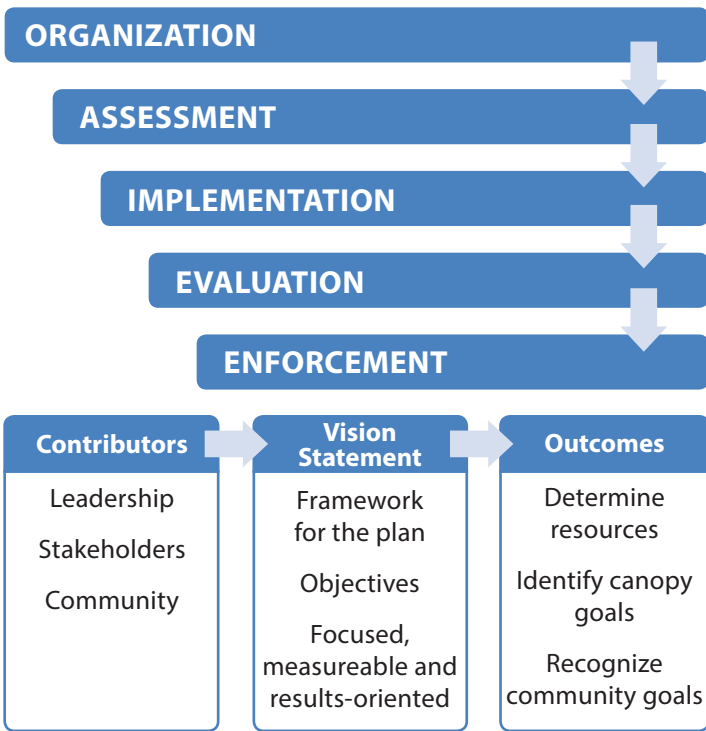 ORGANIZATION
ASSESSMENT
IMPLEMENTATION
EVALUATION
ENFORCEMENT
Contributors
Leadership
Stakeholders
Community
Vision
Statement
Framework
for the plan
Objectives
Focused,
measureable and
results-oriented
Outcomes
Determine
resources
Identify canopy
goals
Recognize
community goals